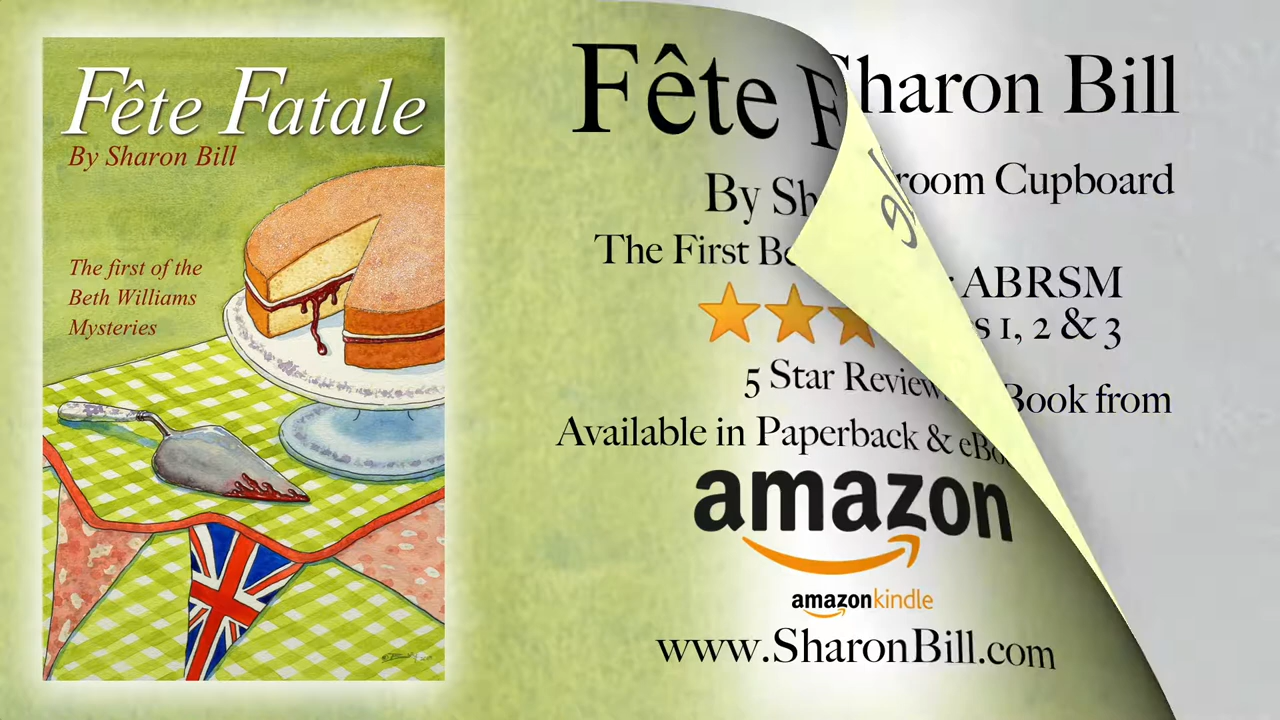 Fête Fatale
By Sharon Bill
The first of the
Beth Williams
Mysteries
Fête F
By Sh
The First Be
5 Star Review
Available in Paperback & eBo
amazon
amazonkindle
www.SharonBill.com
Sharon Bill
room Cupboard
: ABRSM
s 1, 2 & 3
Book from